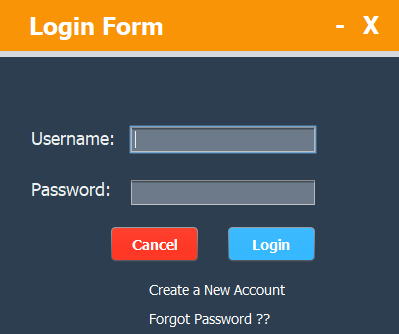 Login Form - X
Username:
Password:
Cancel Login
Create a New Account
Forgot Password ??